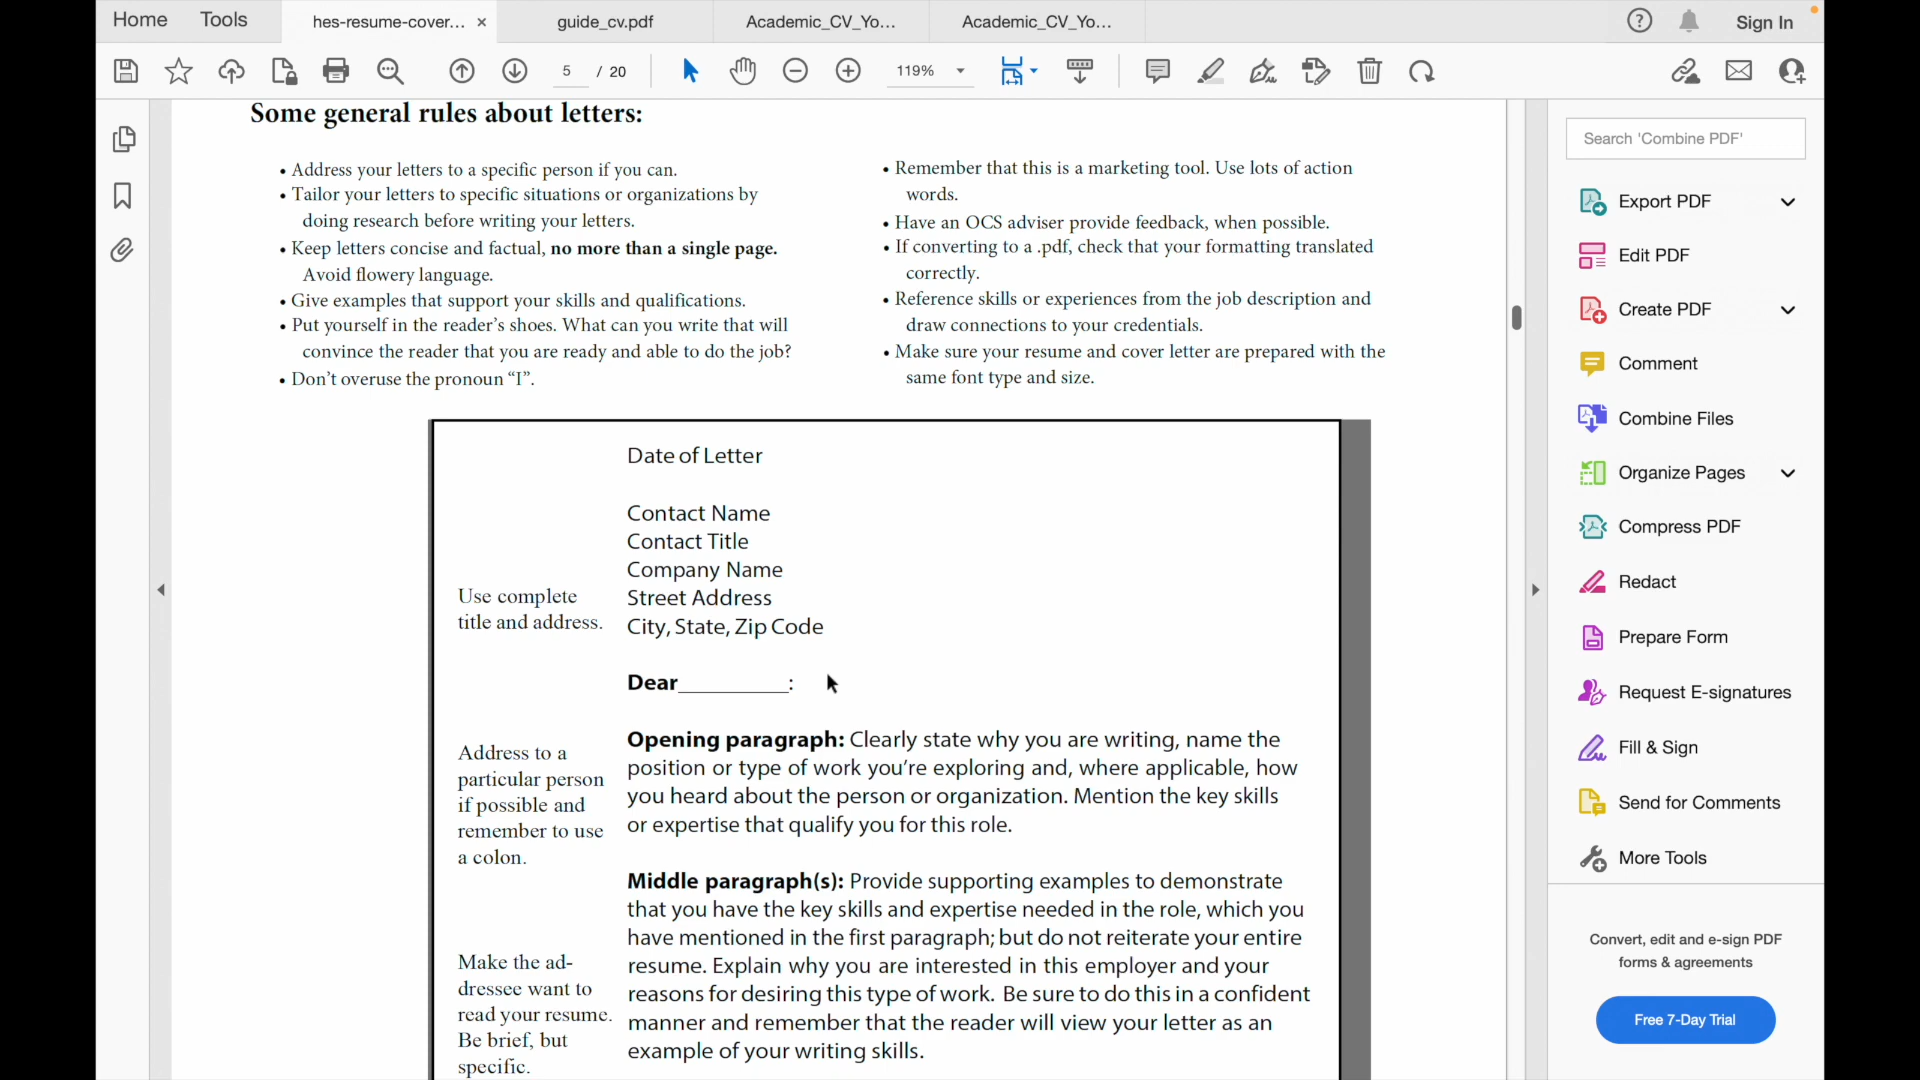 Home
Tools
hes-resume-cover...
guide_cv.pdf
Academic_CV_Yo...
Academic_CV_Yo...
Sign In
5 / 20
119%
Some general rules about letters:
• Address your letters to a specific person if you can.
• Tailor your letters to specific situations or organizations by
doing research before writing your letters.
• Keep letters concise and factual, no more than a single page.
Avoid flowery language.
• Give examples that support your skills and qualifications.
• Put yourself in the reader's shoes. What can you write that will
convince the reader that you are ready and able to do the job?
• Don't overuse the pronoun “I”.
• Remember that this is a marketing tool. Use lots of action
words.
• Have an OCS adviser provide feedback, when possible.
• If converting to a .pdf, check that your formatting translated
correctly.
• Reference skills or experiences from the job description and
draw connections to your credentials.
• Make sure your resume and cover letter are prepared with the
same font type and size.
Date of Letter
Contact Name
Contact Title
Company Name
Street Address
City, State, Zip Code
Use complete
title and address.
Dear__________:
Address to a
particular person
if possible and
remember to use
a colon.
Opening paragraph: Clearly state why you are writing, name the
position or type of work you're exploring and, where applicable, how
you heard about the person or organization. Mention the key skills
or expertise that qualify you for this role.
Middle paragraph(s): Provide supporting examples to demonstrate
that you have the key skills and expertise needed in the role, which you
have mentioned in the first paragraph; but do not reiterate your entire
resume. Explain why you are interested in this employer and your
reasons for desiring this type of work. Be sure to do this in a confident
manner and remember that the reader will view your letter as an
example of your writing skills.
Make the ad-
dressee want to
read your resume.
Be brief, but
specific.
Search 'Combine PDF'
Export PDF
Edit PDF
Create PDF
Comment
Combine Files
Organize Pages
Compress PDF
Redact
Prepare Form
Request E-signatures
Fill & Sign
Send for Comments
More Tools
Convert, edit and e-sign PDF
forms & agreements
Free 7-Day Trial